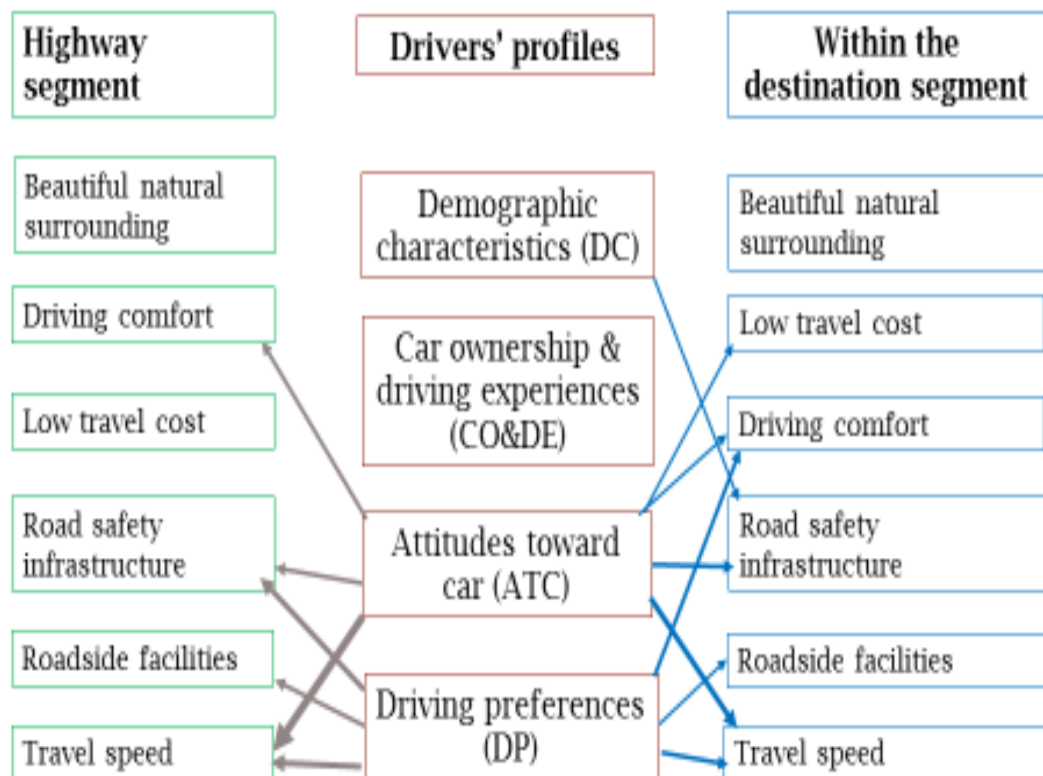 Highway
segment
Beautiful natural
surrounding
Driving comfort
Low travel cost
Road safety
infrastructure
Roadside facilities
Travel speed
Drivers' profiles
Demographic
characteristics (DC)
Car ownership &
driving experiences
(CO&DE)
Attitudes toward
car (ATC)
Driving preferences
(DP)
Within the
destination segment
Beautiful natural
surrounding
Low travel cost
Driving comfort
Road safety
infrastructure
Roadside facilities
Travel speed